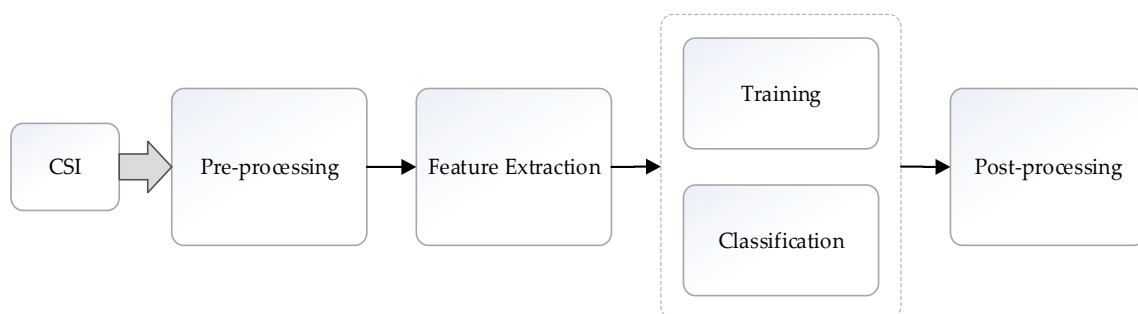 CSI
Pre-processing
Feature Extraction
Training
Classification
Post-processing